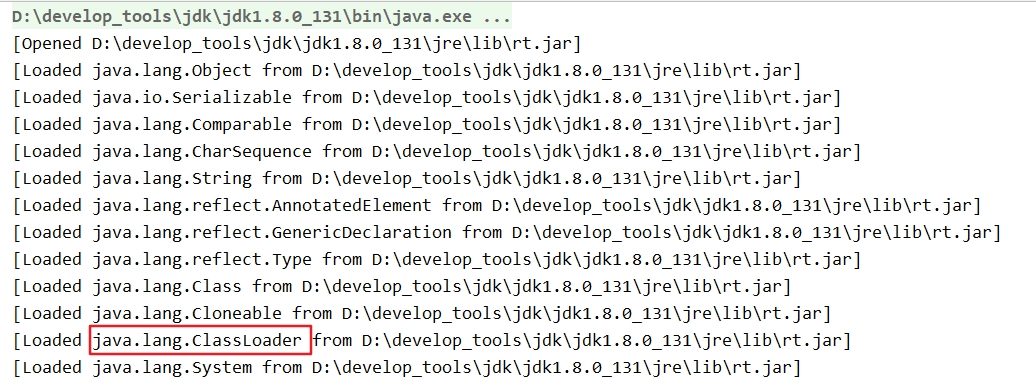 D:\develop_tools\jdk\jdk1.8.0_131\bin\java.exe ...
[Opened D:\develop_tools\jdk\jdk1.8.0_131\jre\lib\rt.jar]
[Loaded java.lang.Object from D:\develop_tools\jdk\jdk1.8.0_131\jre\lib\rt.jar]
[Loaded java.io.Serializable from D:\develop_tools\jdk\jdk1.8.0_131\jre\lib\rt.jar]
[Loaded java.lang.Comparable from D:\develop_tools\jdk\jdk1.8.0_131\jre\lib\rt.jar]
[Loaded java.lang.CharSequence from D:\develop_tools\jdk\jdk1.8.0_131\jre\lib\rt.jar]
[Loaded java.lang.String from D:\develop_tools\jdk\jdk1.8.0_131\jre\lib\rt.jar]
[Loaded java.lang.reflect.AnnotatedElement from D:\develop_tools\jdk\jdk1.8.0_131\jre\lib\rt.jar]
[Loaded java.lang.reflect.GenericDeclaration from D:\develop_tools\jdk\jdk1.8.0_131\jre\lib\rt.jar]
[Loaded java.lang.reflect.Type from D:\develop_tools\jdk\jdk1.8.0_131\jre\lib\rt.jar]
[Loaded java.lang.Class from D:\develop_tools\jdk\jdk1.8.0_131\jre\lib\rt.jar]
[Loaded java.lang.Cloneable from D:\develop_tools\jdk\jdk1.8.0_131\jre\lib\rt.jar]
[Loaded java.lang.ClassLoader from D:\develop_tools\jdk\jdk1.8.0_131\jre\lib\rt.jar]
[Loaded java.lang.System from D:\develop_tools\jdk\jdk1.8.0_131\jre\lib\rt.jar]